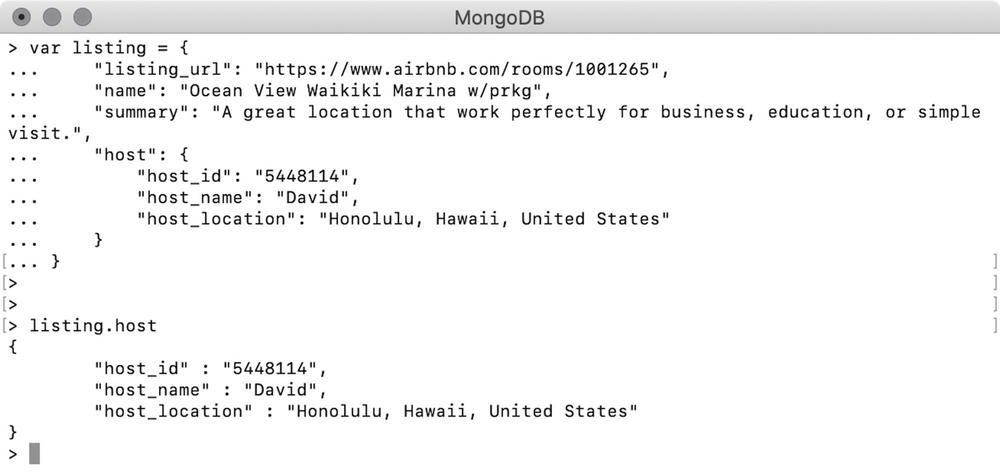 MongoDB
> var listing = {
...     "listing_url": "https://www.airbnb.com/rooms/1001265",
...     "name": "Ocean View Waikiki Marina w/prkg",
...     "summary": "A great location that work perfectly for business, education, or simple
visit.",
...     "host": {
...         "host_id": "5448114",
...         "host_name": "David",
...         "host_location": "Honolulu, Hawaii, United States"
...     }
[... } ]
[> ]
[> ]
[> listing.host ]
{
        "host_id" : "5448114",
        "host_name" : "David",
        "host_location" : "Honolulu, Hawaii, United States"
}
>